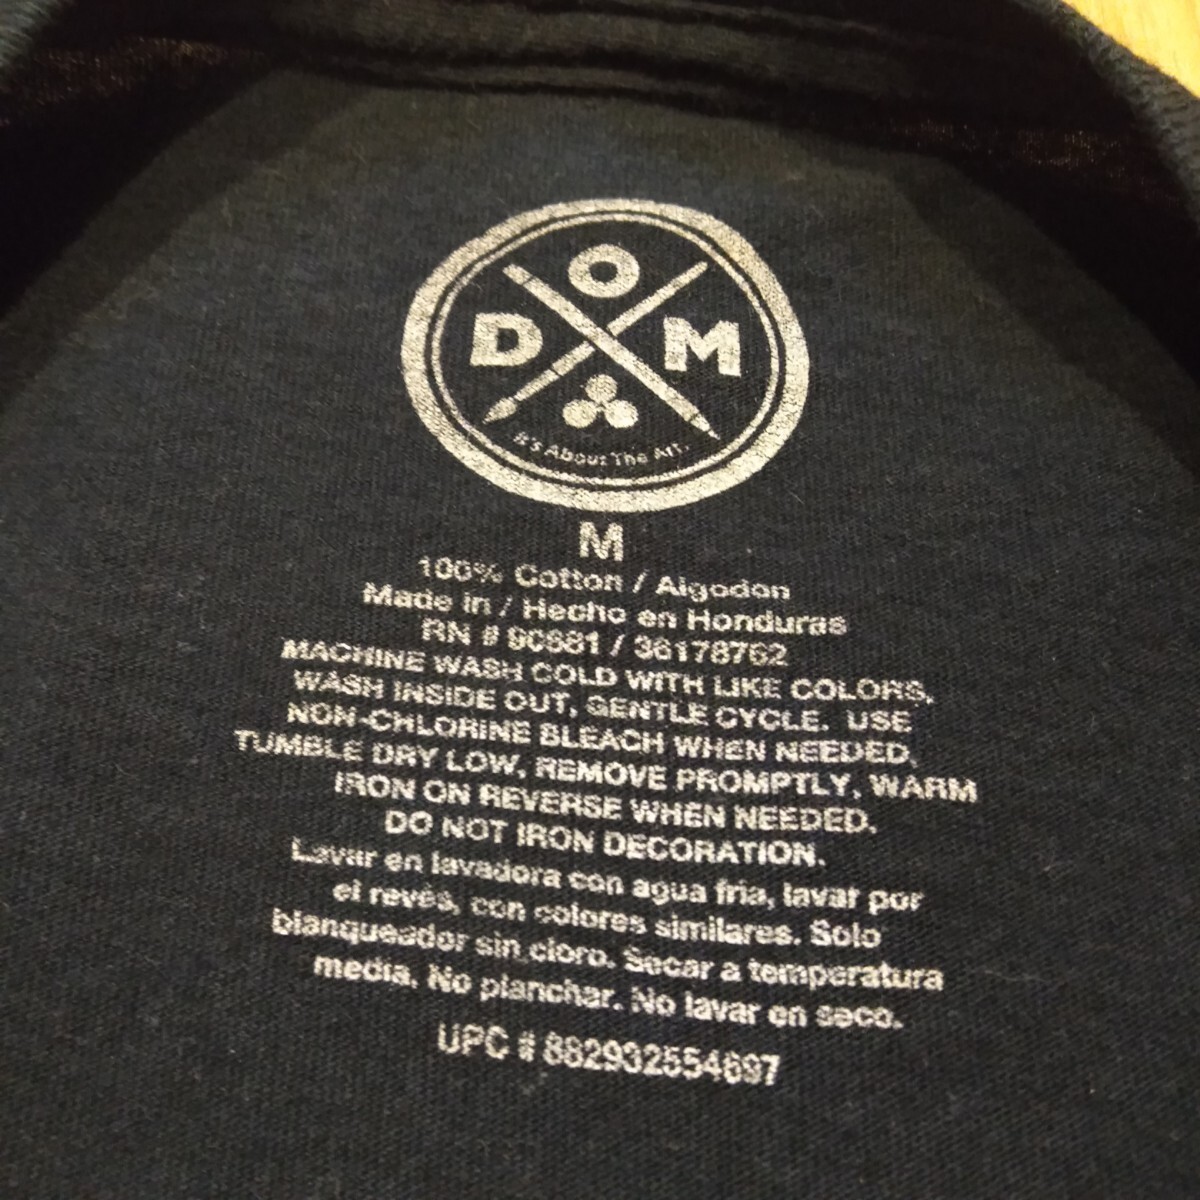 D O M
It's About The Art.
M
100% Cotton / Algodon
Made in / Hecho en Honduras
RN # 90881 / 36178762
MACHINE WASH COLD WITH LIKE COLORS,
WASH INSIDE OUT, GENTLE CYCLE. USE
NON-CHLORINE BLEACH WHEN NEEDED,
TUMBLE DRY LOW, REMOVE PROMPTLY, WARM
IRON ON REVERSE WHEN NEEDED.
DO NOT IRON DECORATION.
Lavar en lavadora con agua fria, lavar por
el revés, con colores similares. Solo
blanqueador sin cloro. Secar a temperatura
media. No planchar. No lavar en seco.
UPC # 882932554697